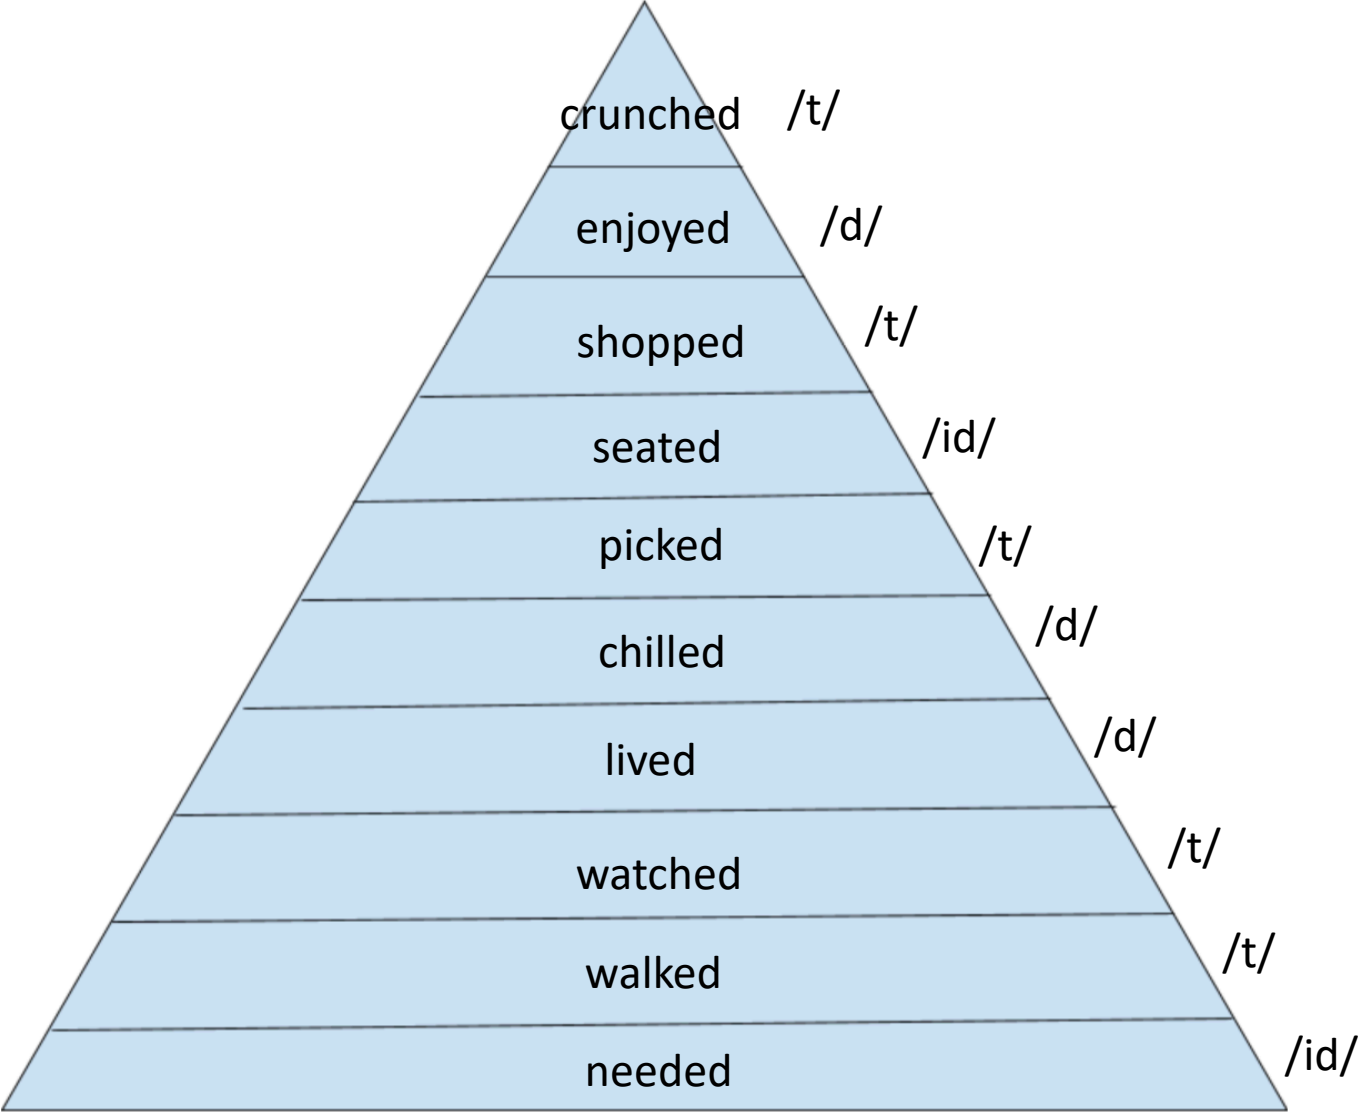 crunched /t/
enjoyed /d/
shopped /t/
seated /id/
picked /t/
chilled /d/
lived /d/
watched /t/
walked /t/
needed /id/